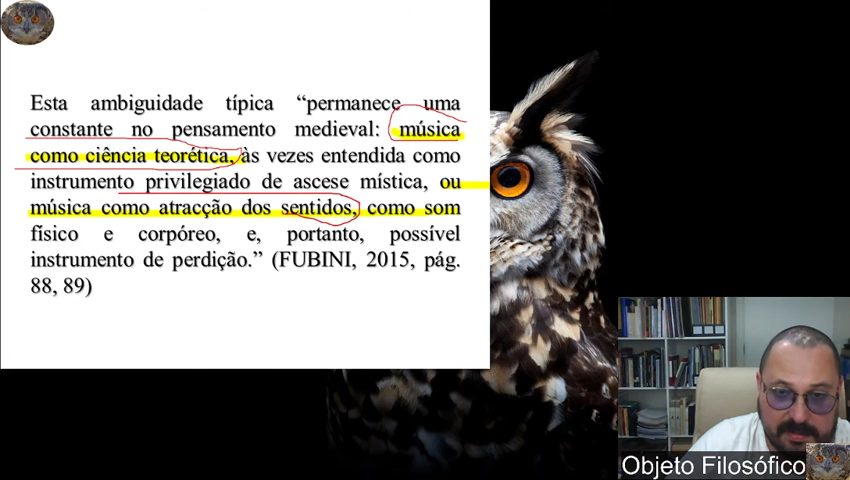 Esta ambiguidade típica “permanece uma
constante no pensamento medieval: música
como ciência teorética, às vezes entendida como
instrumento privilegiado de ascese mística, ou
música como atracção dos sentidos, como som
físico e corpóreo, e, portanto, possível
instrumento de perdição.” (FUBINI, 2015, pág.
88, 89)
Objeto Filosófico